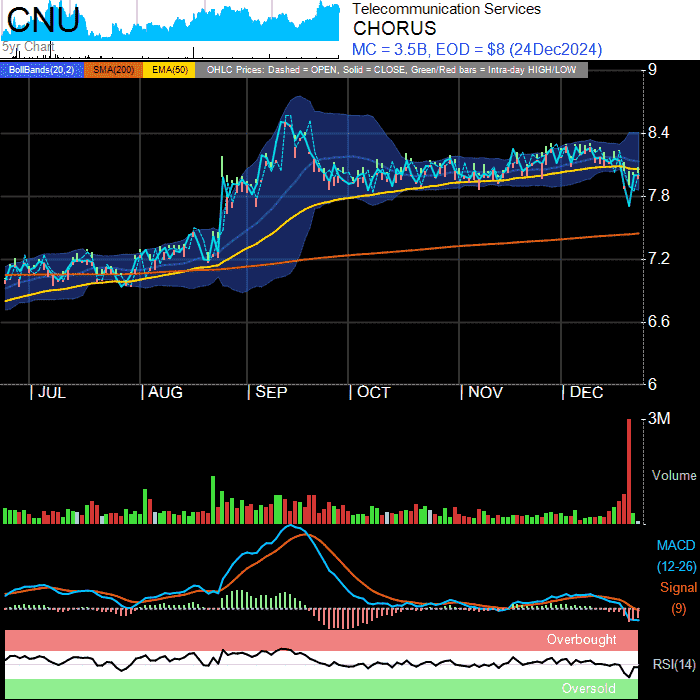 CNU
5yr Chart
Telecommunication Services
CHORUS
MC = 3.5B, EOD = $8 (24Dec2024)
BollBands(20,2) SMA(200) EMA(50) OHLC Prices: Dashed = OPEN, Solid = CLOSE, Green/Red bars = Intra-day HIGH/LOW
9
8.4
7.8
7.2
6.6
6
| JUL | AUG | SEP | OCT | NOV | DEC
3M
Volume
MACD
(12-26)
Signal
(9)
Overbought
RSI(14)
Oversold